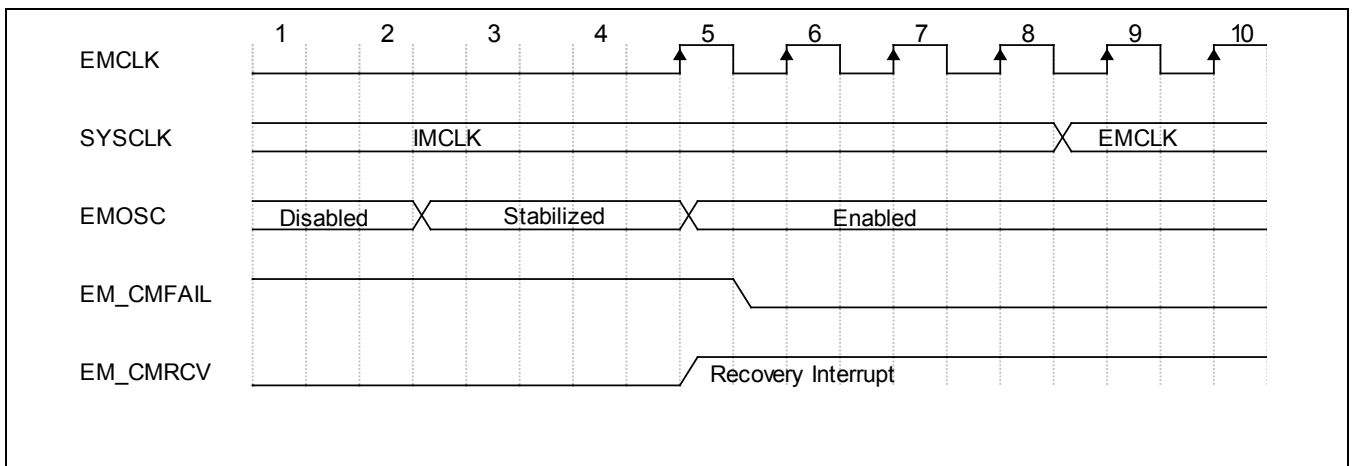 1 2 3 4 5 6 7 8 9 10
EMCLK
SYSCLK IMCLK EMCLK
EMOSC Disabled Stabilized Enabled
EM_CMFAIL
EM_CMRCV Recovery Interrupt